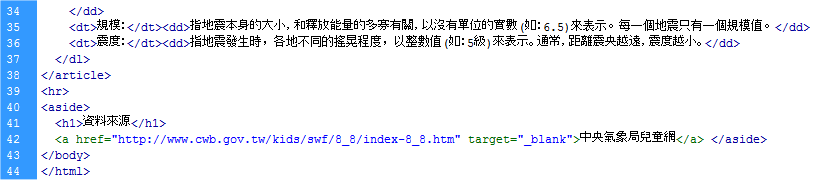 34 </dd>
35 <dt>規模:</dt><dd>指地震本身的大小, 和釋放能量的多寡有關, 以沒有單位的實數(如:6.5)來表示。每一個地震只有一個規模值。</dd>
36 <dt>震度:</dt><dd>指地震發生時, 各地不同的搖晃程度, 以整數值(如:5級)來表示。通常, 距離震央越遠, 震度越小。</dd>
37 </dl>
38 </article>
39 <hr>
40 <aside>
41 <h1>資料來源</h1>
42 <a href="http://www.cwb.gov.tw/kids/swf/8_8/index-8_8.htm" target="_blank">中央氣象局兒童網</a> </aside>
43 </body>
44 </html>